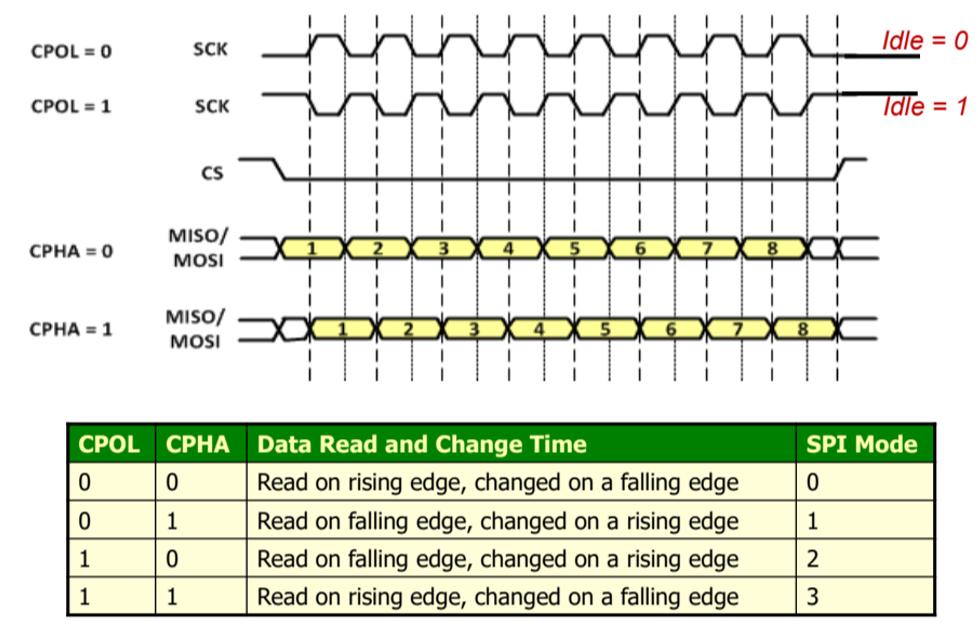 CPOL = 0 SCK Idle = 0
CPOL = 1 SCK Idle = 1
CS
CPHA = 0 MISO/ MOSI 1 2 3 4 5 6 7 8
CPHA = 1 MISO/ MOSI 1 2 3 4 5 6 7 8
CPOL CPHA Data Read and Change Time SPI Mode
0 0 Read on rising edge, changed on a falling edge 0
0 1 Read on falling edge, changed on a rising edge 1
1 0 Read on falling edge, changed on a rising edge 2
1 1 Read on rising edge, changed on a falling edge 3